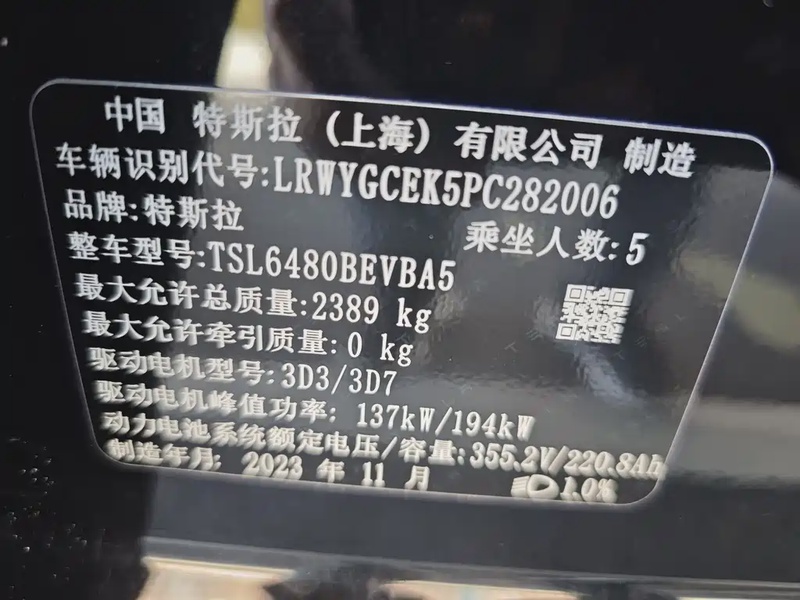 中国 特斯拉 (上海) 有限公司 制造
车辆识别代号:LRWYGCEK5PC282006
品牌:特斯拉 乘坐人数:5
整车型号:TSL6480BEVBA5
最大允许总质量:2389 kg
最大允许牵引质量:0 kg
驱动电机型号:3D3/3D7
驱动电机峰值功率: 137kW/194kW
动力电池系统额定电压/容量:355.2V/220.8Ah
制造年月: 2023 年 11 月 1.0%